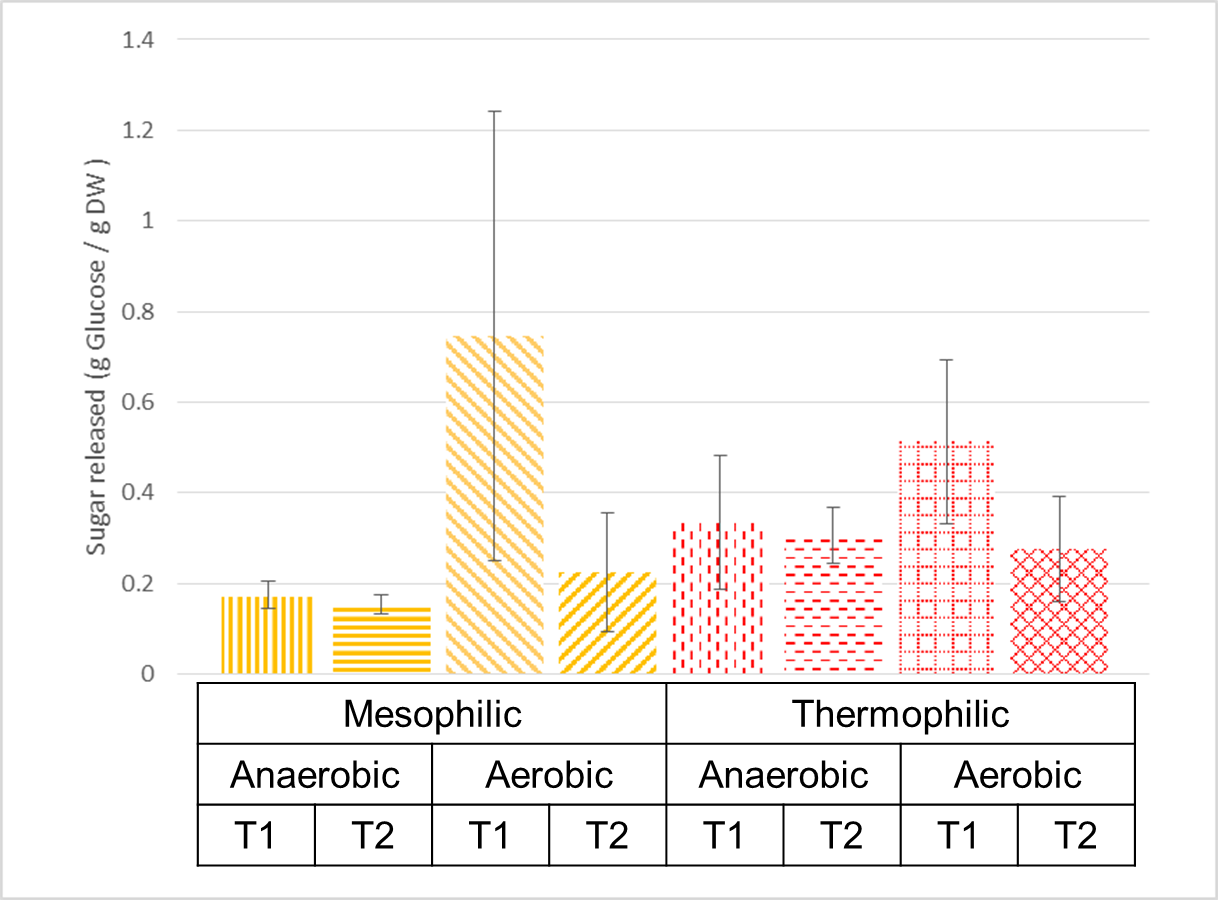 1.4
1.2
1
0.8
0.6
0.4
0.2
0
Sugar released (g Glucose / g DW )
Mesophilic Thermophilic
Anaerobic Aerobic Anaerobic Aerobic
T1 T2 T1 T2 T1 T2 T1 T2